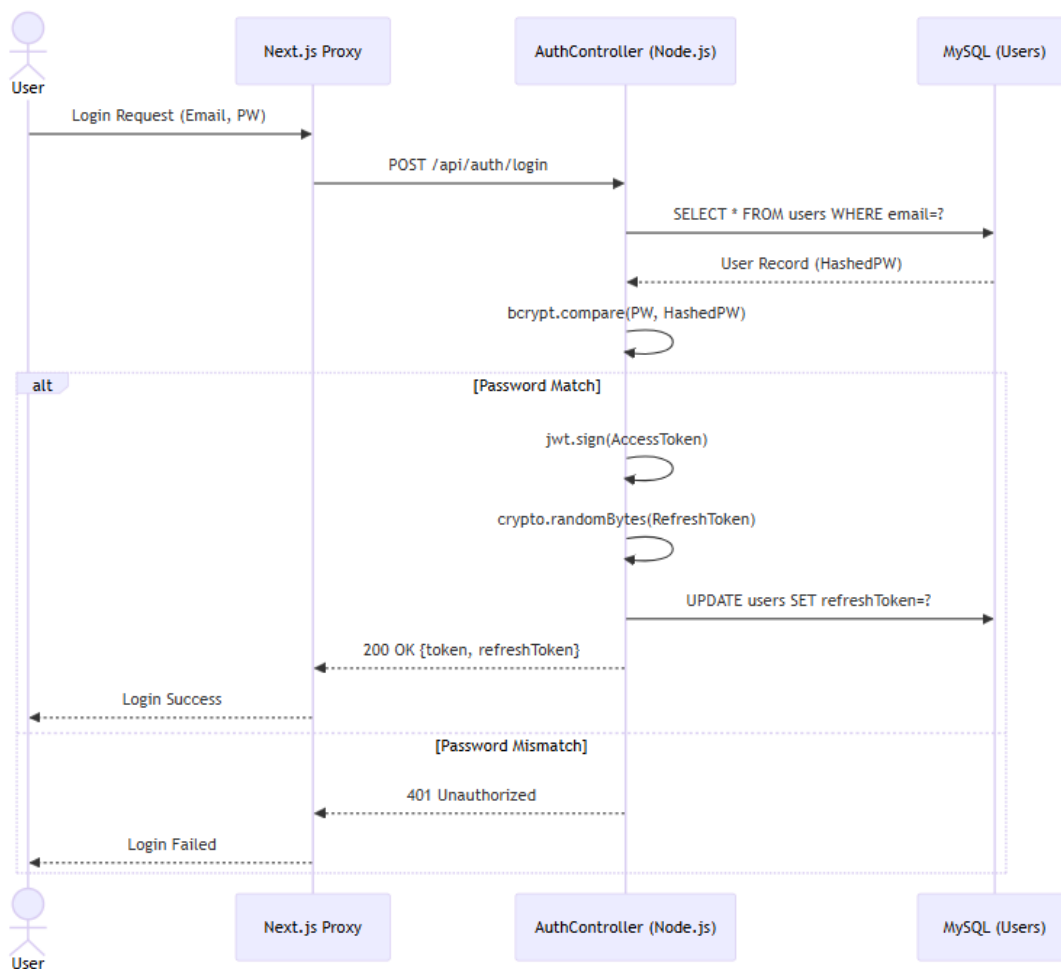 User
Next.js Proxy
AuthController (Node.js)
MySQL (Users)
Login Request (Email, PW)
POST /api/auth/login
SELECT * FROM users WHERE email=?
User Record (HashedPW)
bcrypt.compare(PW, HashedPW)
alt
[Password Match]
jwt.sign(AccessToken)
crypto.randomBytes(RefreshToken)
UPDATE users SET refreshToken=?
200 OK {token, refreshToken}
Login Success
[Password Mismatch]
401 Unauthorized
Login Failed
User
Next.js Proxy
AuthController (Node.js)
MySQL (Users)